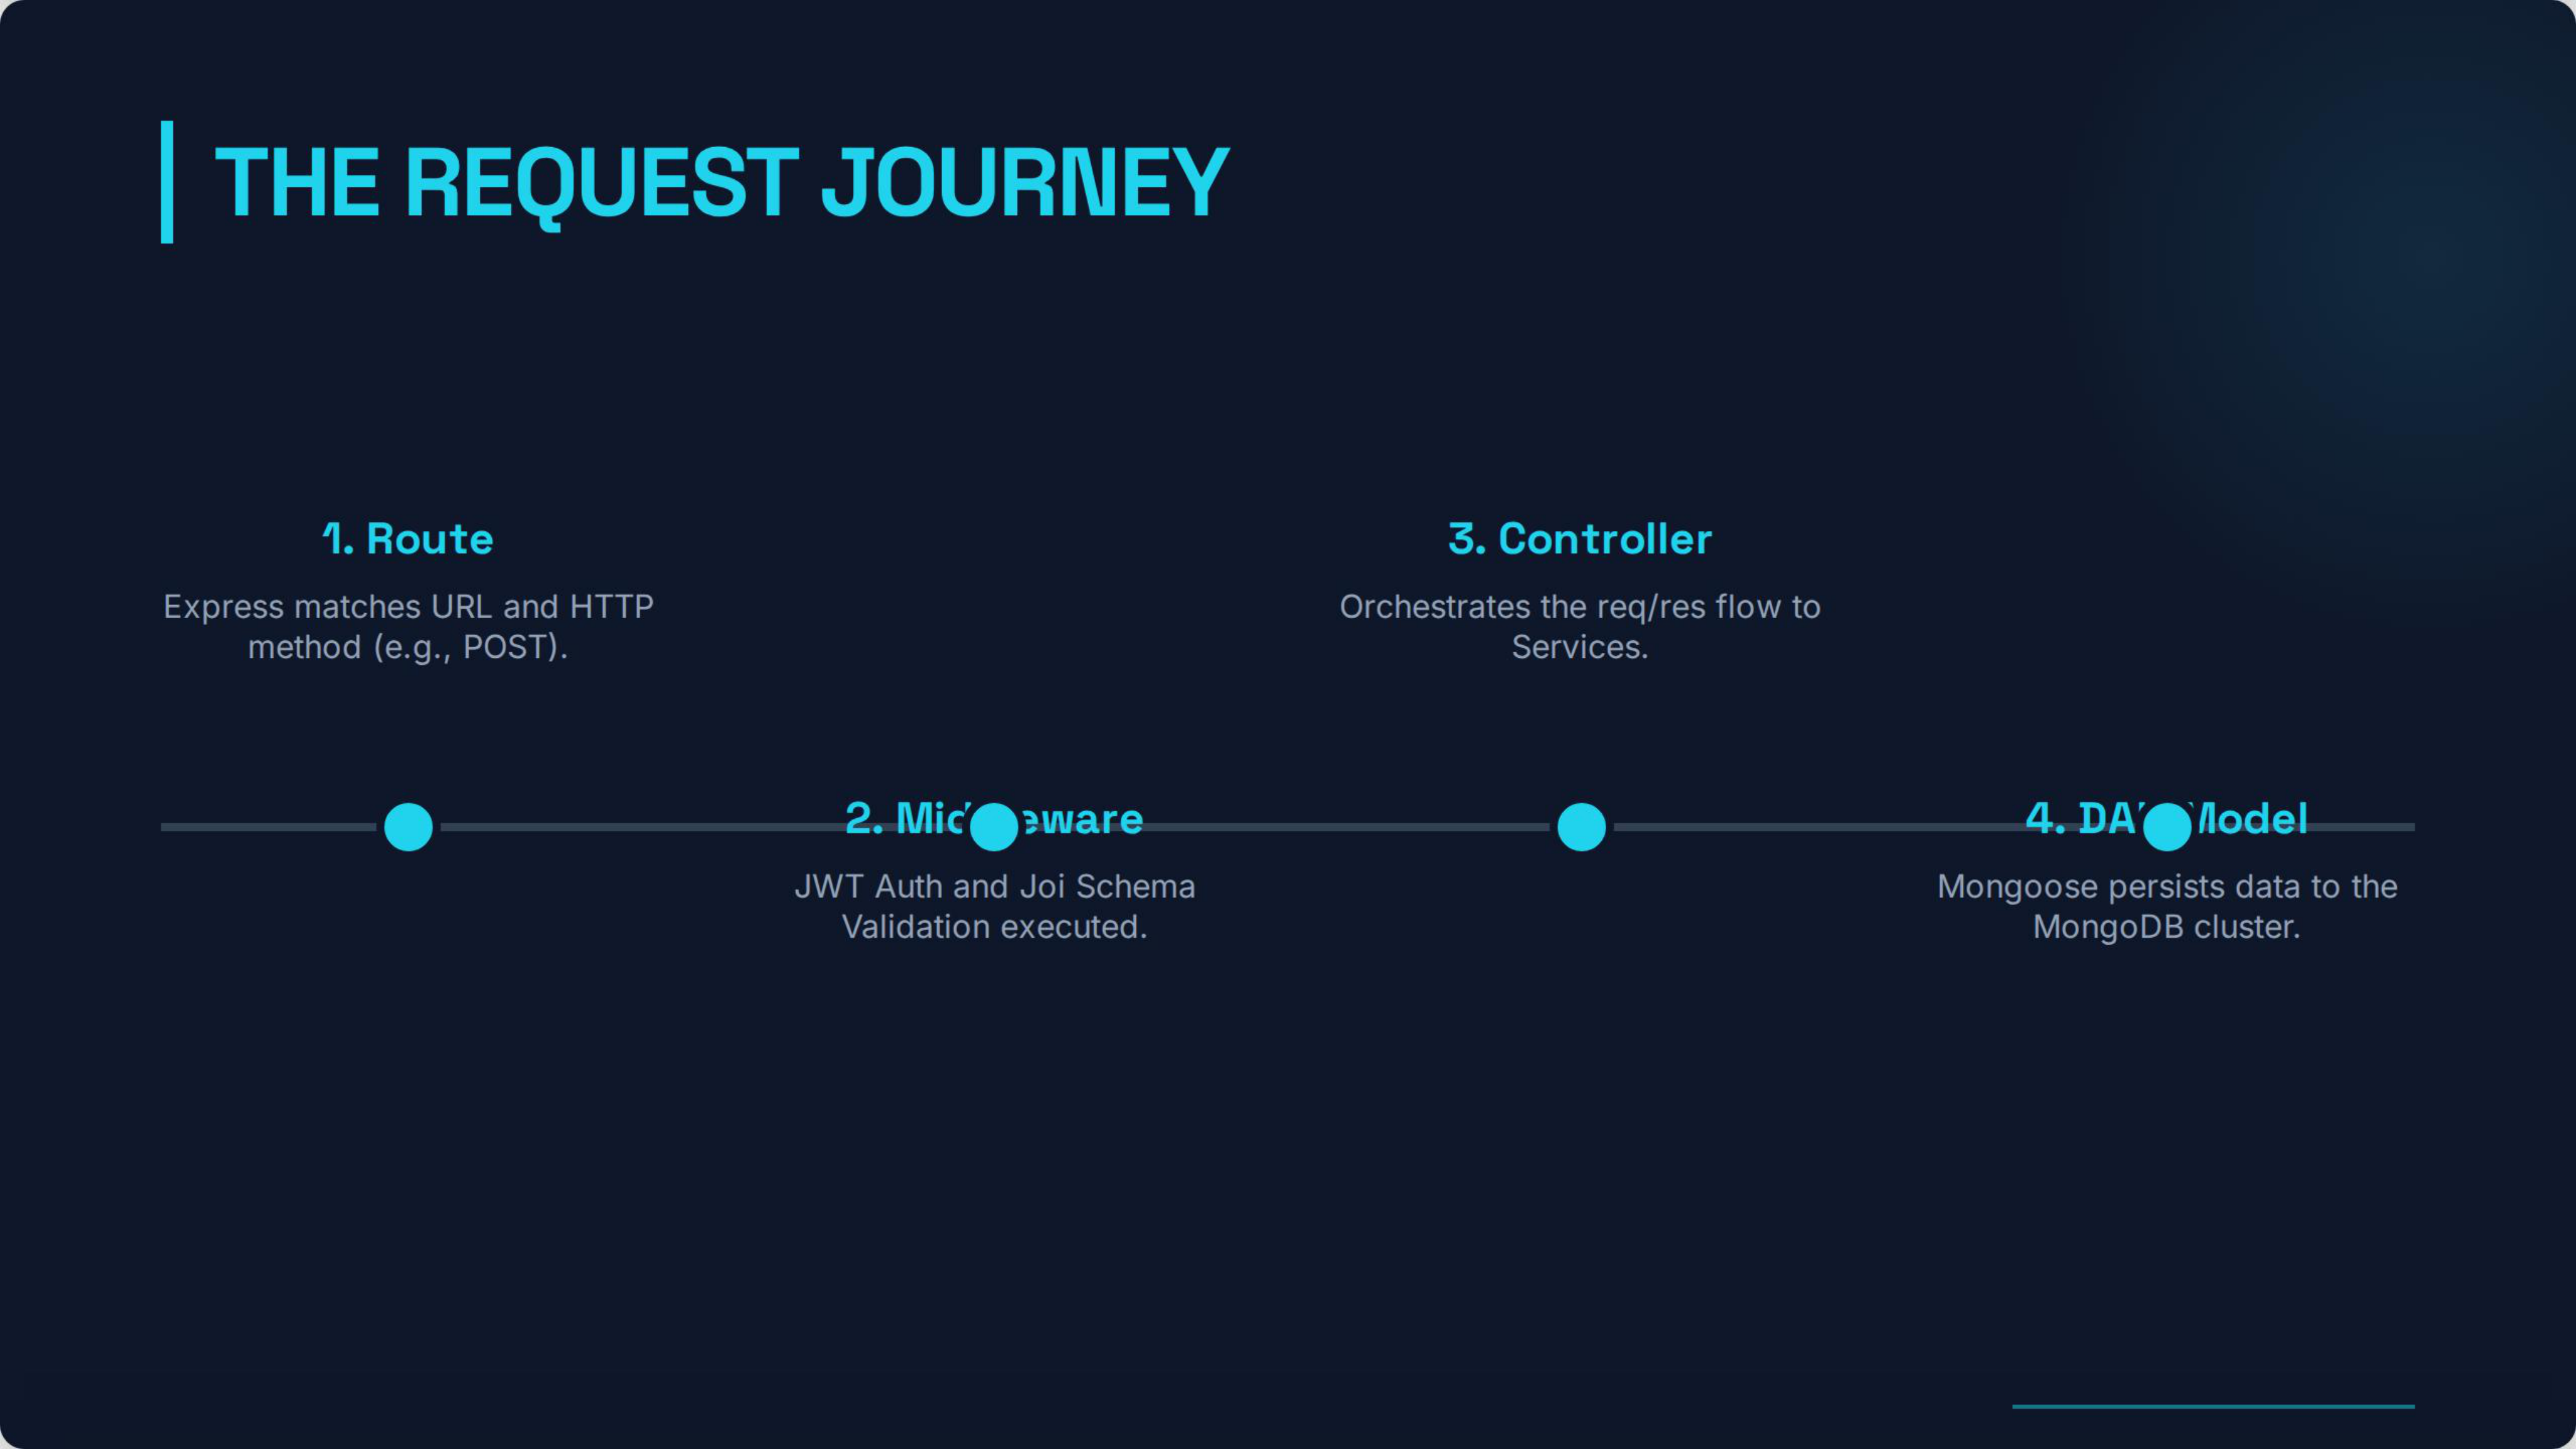 THE REQUEST JOURNEY
1. Route
Express matches URL and HTTP
method (e.g., POST).
2.
JWT Auth and Joi Schema
Validation executed.
3. Controller
Orchestrates the req/res flow to
Services.
4.
Mongoose persists data to the
MongoDB cluster.